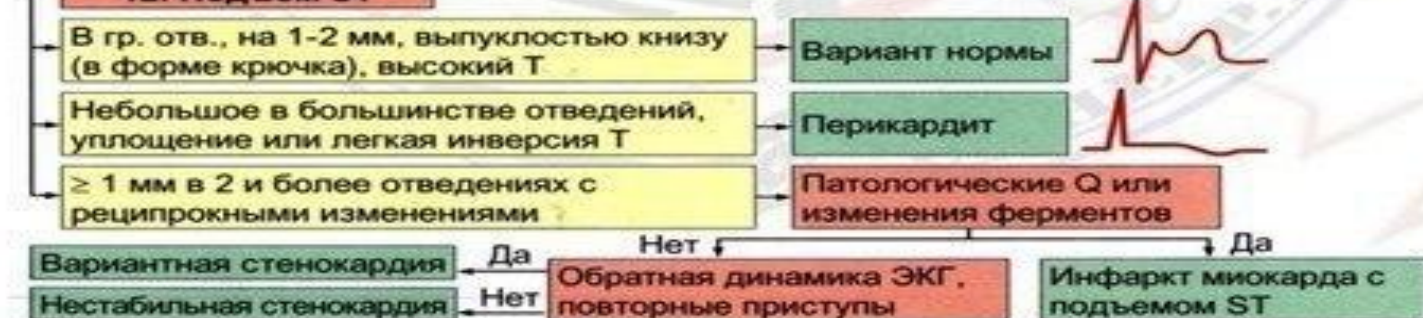 В гр. отв., на 1-2 мм, выпуклостью книзу
(в форме крючка), высокий Т
Вариант нормы
Небольшое в большинстве отведений,
уплощение или легкая инверсия Т
Перикардит
≥ 1 мм в 2 и более отведениях с
реципрокными изменениями
Патологические Q или
изменения ферментов
Нет
Да
Вариантная стенокардия
Да
Обратная динамика ЭКГ,
повторные приступы
Инфаркт миокарда с
подъемом ST
Нестабильная стенокардия
Нет